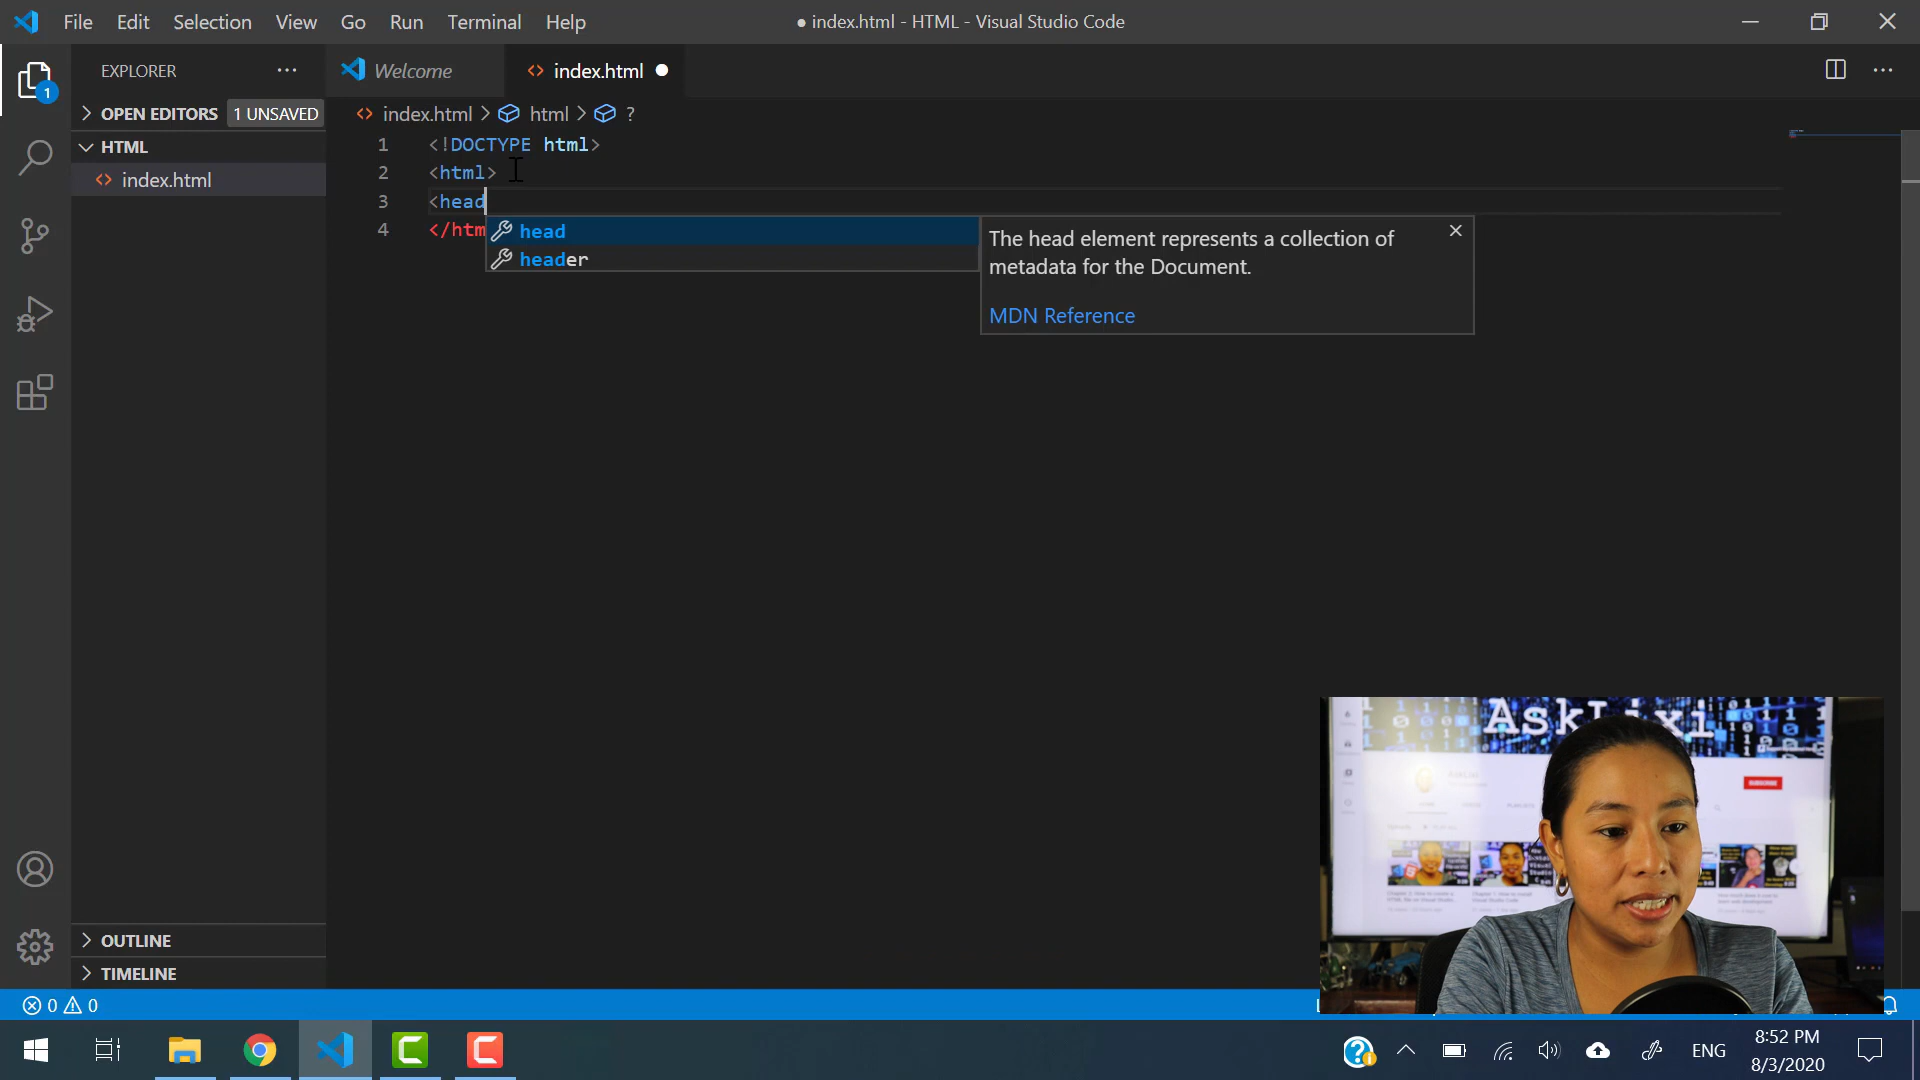 File Edit Selection View Go Run Terminal Help
● index.html - HTML - Visual Studio Code
EXPLORER
Welcome
index.html
OPEN EDITORS 1 UNSAVED
index.html > html > ?
HTML
index.html
1 <!DOCTYPE html>
2 <html>
3 <head
4 </htm
head
header
The head element represents a collection of
metadata for the Document.
MDN Reference
1
AskLixi
SUBSCRIBE
OUTLINE
TIMELINE
0 0
ENG
8:52 PM
8/3/2020